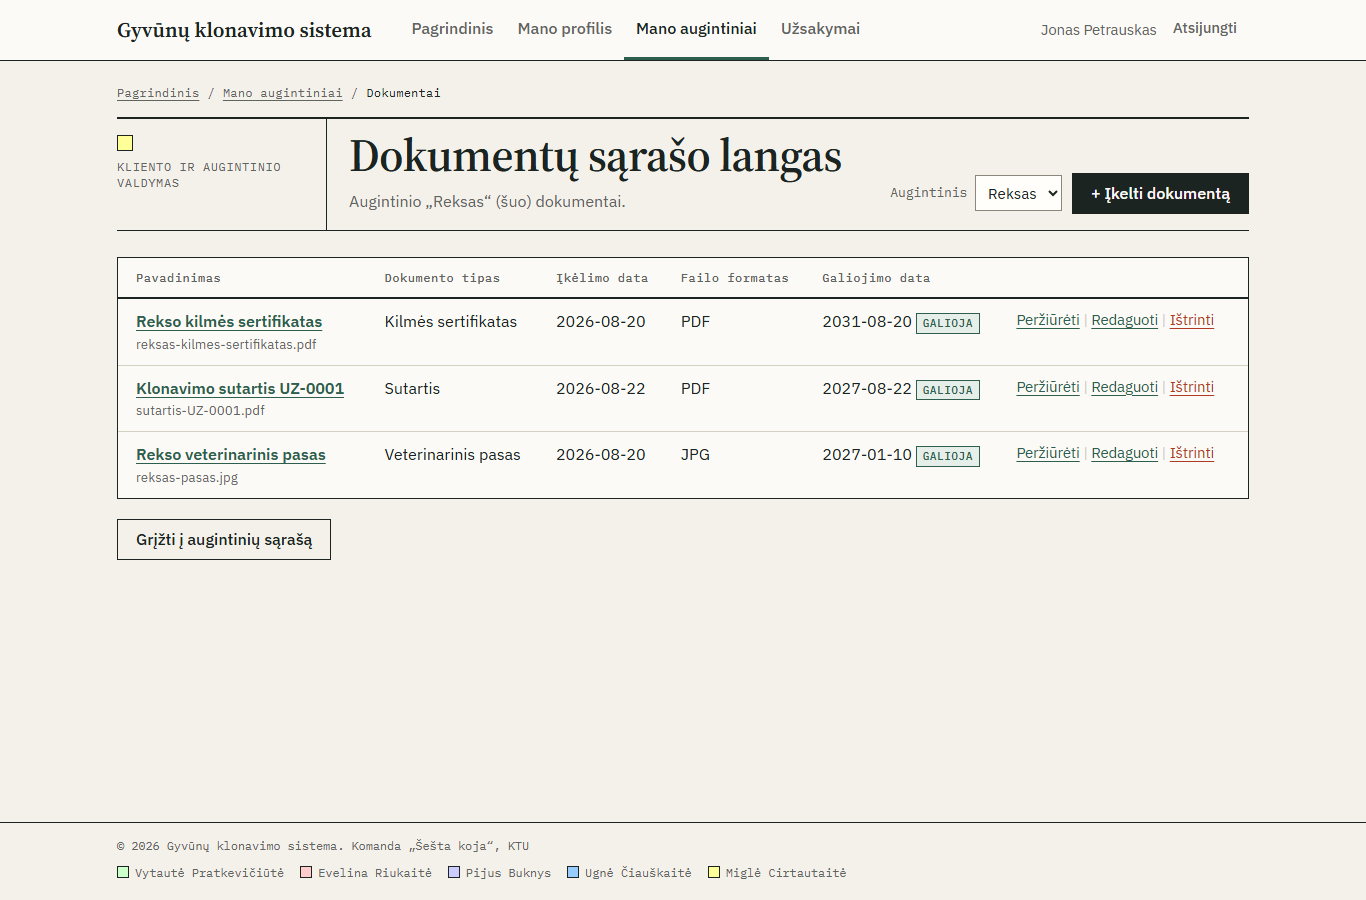 Gyvūnų klonavimo sistema
Pagrindinis
Mano profilis
Mano augintiniai
Užsakymai
Jonas Petrauskas
Atsijungti
Pagrindinis / Mano augintiniai / Dokumentai
KLIENTO IR AUGINTINIO
VALDYMAS
Dokumentų sąrašo langas
Augintinio „Reksas“ (šuo) dokumentai.
Augintinis
Reksas
+ Įkelti dokumentą
Pavadinimas Dokumento tipas Įkėlimo data Failo formatas Galiojimo data
Rekso kilmės sertifikatas Kilmės sertifikatas 2026-08-20 PDF 2031-08-20 GALIOJA Peržiūrėti | Redaguoti | Ištrinti
reksas-kilmes-sertifikatas.pdf
Klonavimo sutartis UZ-0001 Sutartis 2026-08-22 PDF 2027-08-22 GALIOJA Peržiūrėti | Redaguoti | Ištrinti
sutartis-UZ-0001.pdf
Rekso veterinarinis pasas Veterinarinis pasas 2026-08-20 JPG 2027-01-10 GALIOJA Peržiūrėti | Redaguoti | Ištrinti
reksas-pasas.jpg
Grįžti į augintinių sąrašą
© 2026 Gyvūnų klonavimo sistema. Komanda „Šešta koja“, KTU
Vytautė Pratkevičiūtė Evelina Riukaitė Pijus Buknys Ugnė Čiauškaitė Miglė Cirtautaitė